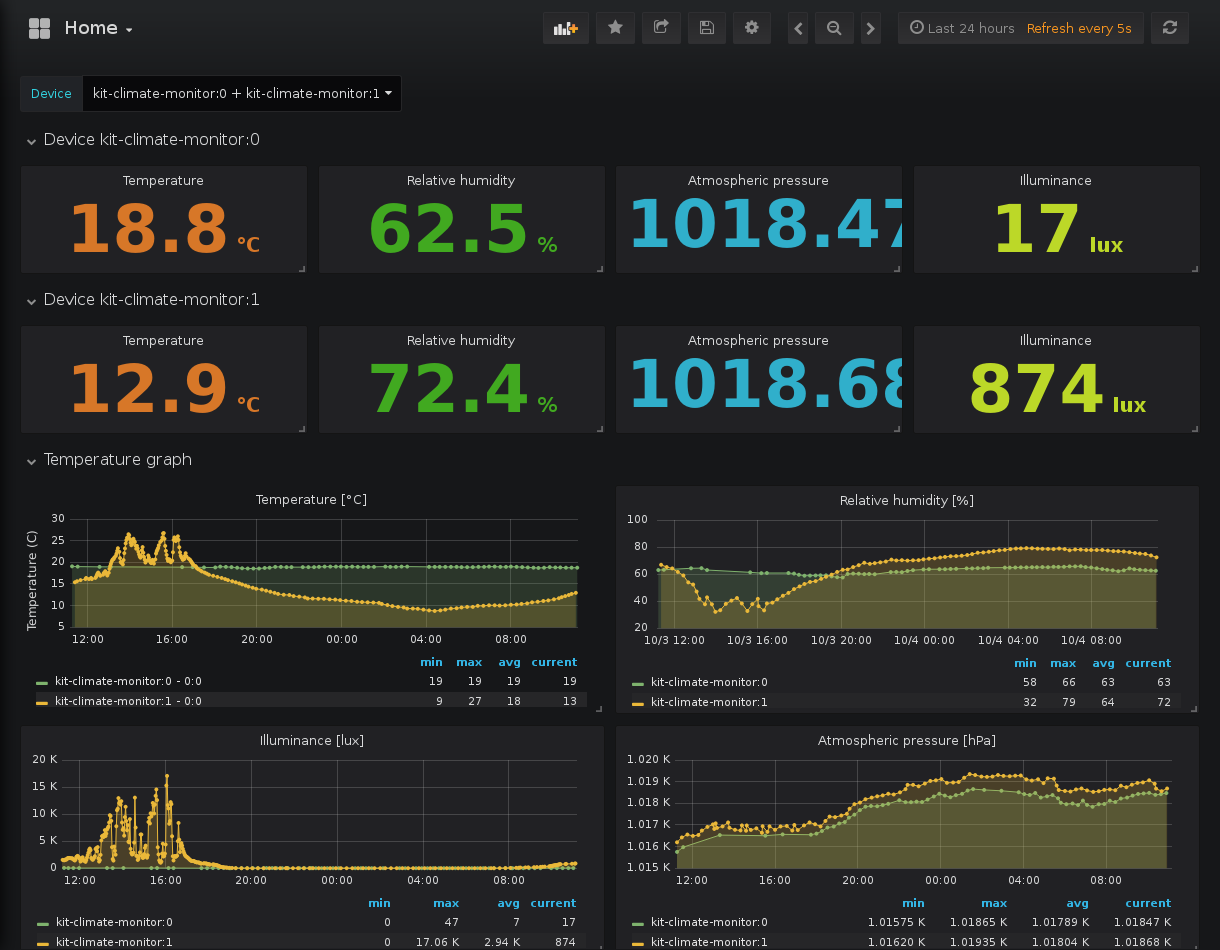 Home
Last 24 hours Refresh every 5s
Device kit-climate-monitor:0 + kit-climate-monitor:1
Device kit-climate-monitor:0
Temperature Relative humidity Atmospheric pressure Illuminance
18.8 °C 62.5 % 1018.47 17 lux
Device kit-climate-monitor:1
Temperature Relative humidity Atmospheric pressure Illuminance
12.9 °C 72.4 % 1018.68 874 lux
Temperature graph
Temperature [°C]
Temperature (C)
30
25
20
15
10
5
12:00 16:00 20:00 00:00 04:00 08:00
min max avg current
kit-climate-monitor:0 - 0:0 19 19 19 19
kit-climate-monitor:1 - 0:0 9 27 18 13
Relative humidity [%]
100
80
60
40
20
10/3 12:00 10/3 16:00 10/3 20:00 10/4 00:00 10/4 04:00 10/4 08:00
min max avg current
kit-climate-monitor:0 58 66 63 63
kit-climate-monitor:1 32 79 64 72
Illuminance [lux]
20 K
15 K
10 K
5 K
0
12:00 16:00 20:00 00:00 04:00 08:00
min max avg current
kit-climate-monitor:0 0 47 7 17
kit-climate-monitor:1 0 17.06 K 2.94 K 874
Atmospheric pressure [hPa]
1.020 K
1.019 K
1.018 K
1.017 K
1.016 K
1.015 K
12:00 16:00 20:00 00:00 04:00 08:00
min max avg current
kit-climate-monitor:0 1.01575 K 1.01865 K 1.01789 K 1.01847 K
kit-climate-monitor:1 1.01620 K 1.01935 K 1.01804 K 1.01868 K